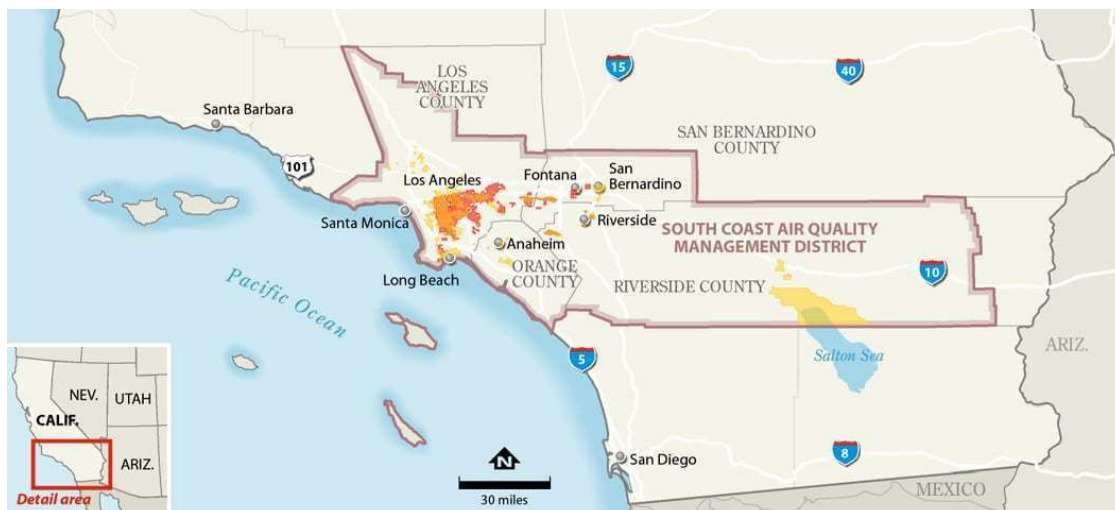 15
40
LOS
ANGELES
COUNTY
Santa Barbara
SAN BERNARDINO
COUNTY
101
Los Angeles
Fontana
San
Bernardino
Santa Monica
Riverside
SOUTH COAST AIR QUALITY
MANAGEMENT DISTRICT
Anaheim
Long Beach
ORANGE
COUNTY
RIVERSIDE COUNTY
10
Pacific Ocean
5
Salton Sea
ARIZ.
NEV.
UTAH
CALIF.
ARIZ.
Detail area
N
30 miles
San Diego
8
MEXICO